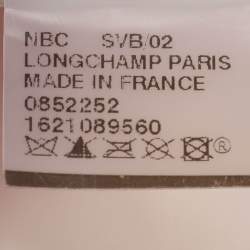 NBC SVB/02
LONGCHAMP PARIS
MADE IN FRANCE
0852252
1621089560
®